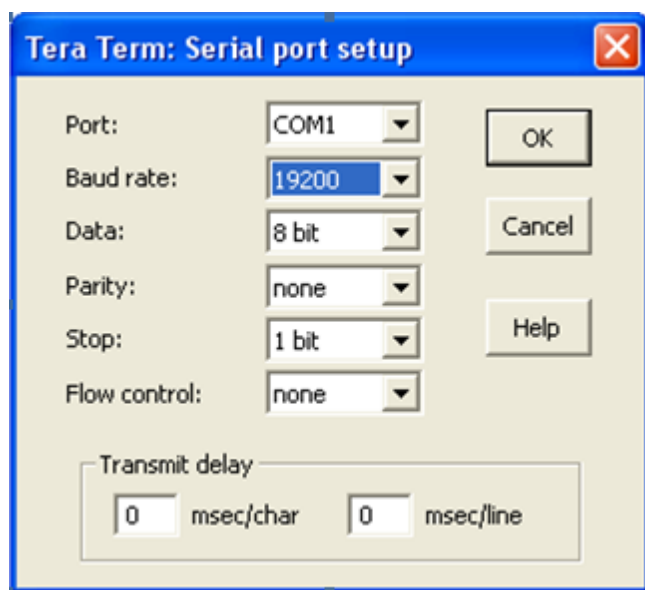 Tera Term: Serial port setup
Port: COM1 OK
Baud rate: 19200
Data: 8 bit Cancel
Parity: none
Stop: 1 bit Help
Flow control: none
Transmit delay
0 msec/char 0 msec/line